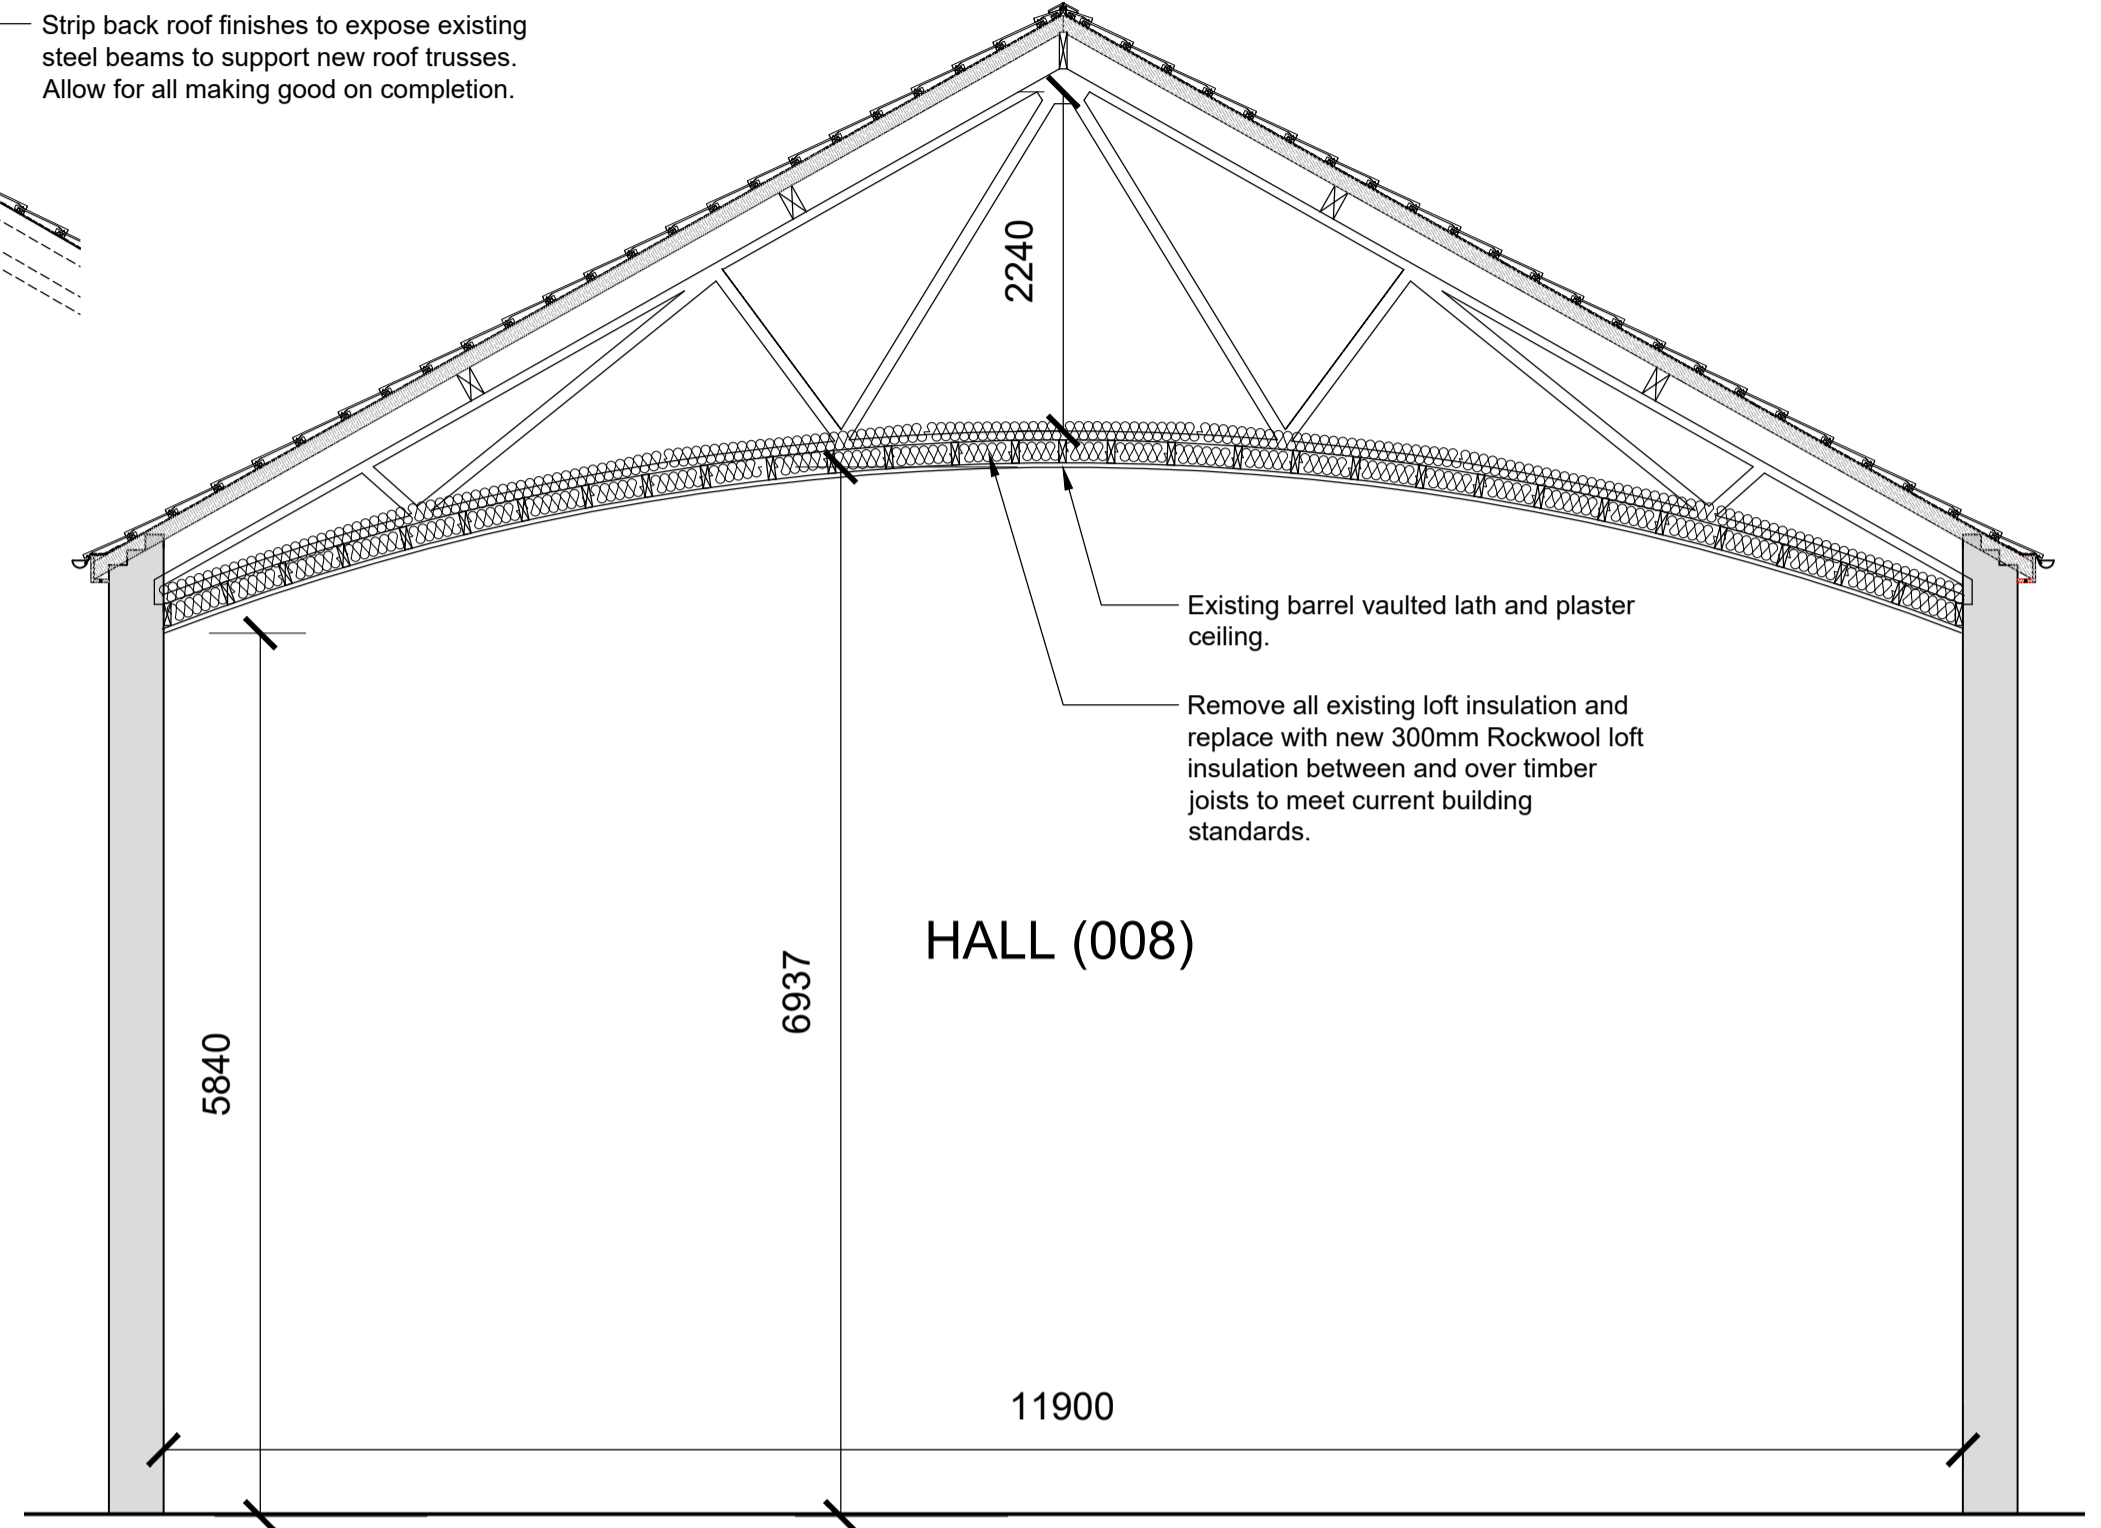 Strip back roof finishes to expose existing
steel beams to support new roof trusses.
Allow for all making good on completion.
2240
Existing barrel vaulted lath and plaster
ceiling.
Remove all existing loft insulation and
replace with new 300mm Rockwool loft
insulation between and over timber
joists to meet current building
standards.
HALL (008)
6937
5840
11900